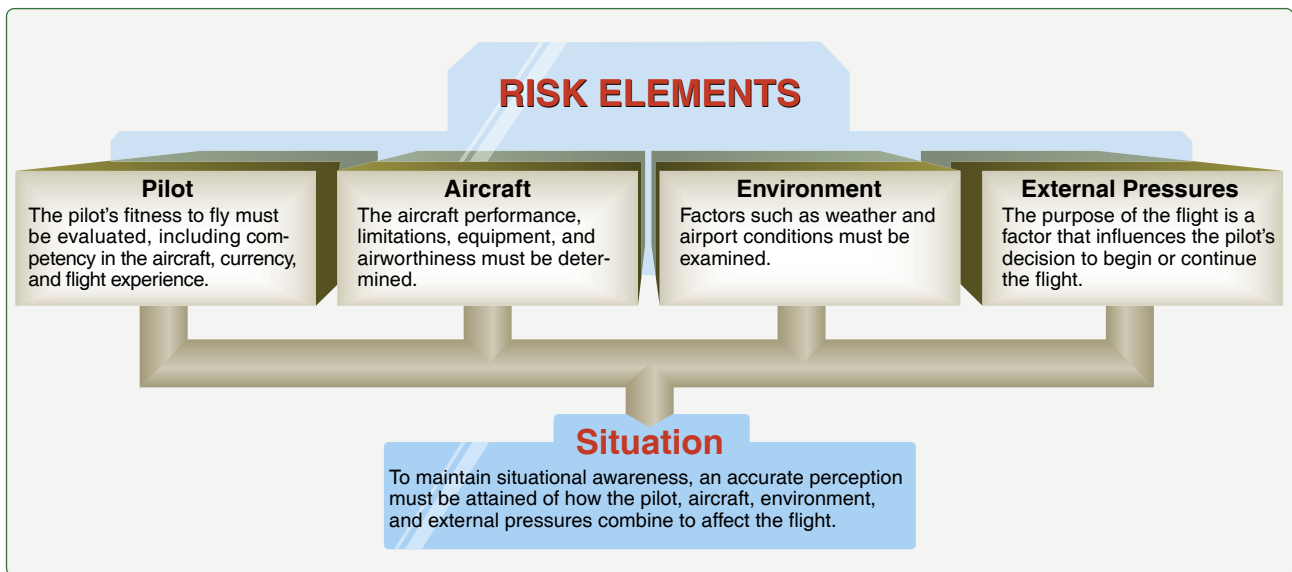 RISK ELEMENTS
Pilot
The pilot's fitness to fly must
be evaluated, including com-
petency in the aircraft, currency,
and flight experience.
Aircraft
The aircraft performance,
limitations, equipment, and
airworthiness must be deter-
mined.
Environment
Factors such as weather and
airport conditions must be
examined.
External Pressures
The purpose of the flight is a
factor that influences the pilot's
decision to begin or continue
the flight.
Situation
To maintain situational awareness, an accurate perception
must be attained of how the pilot, aircraft, environment,
and external pressures combine to affect the flight.